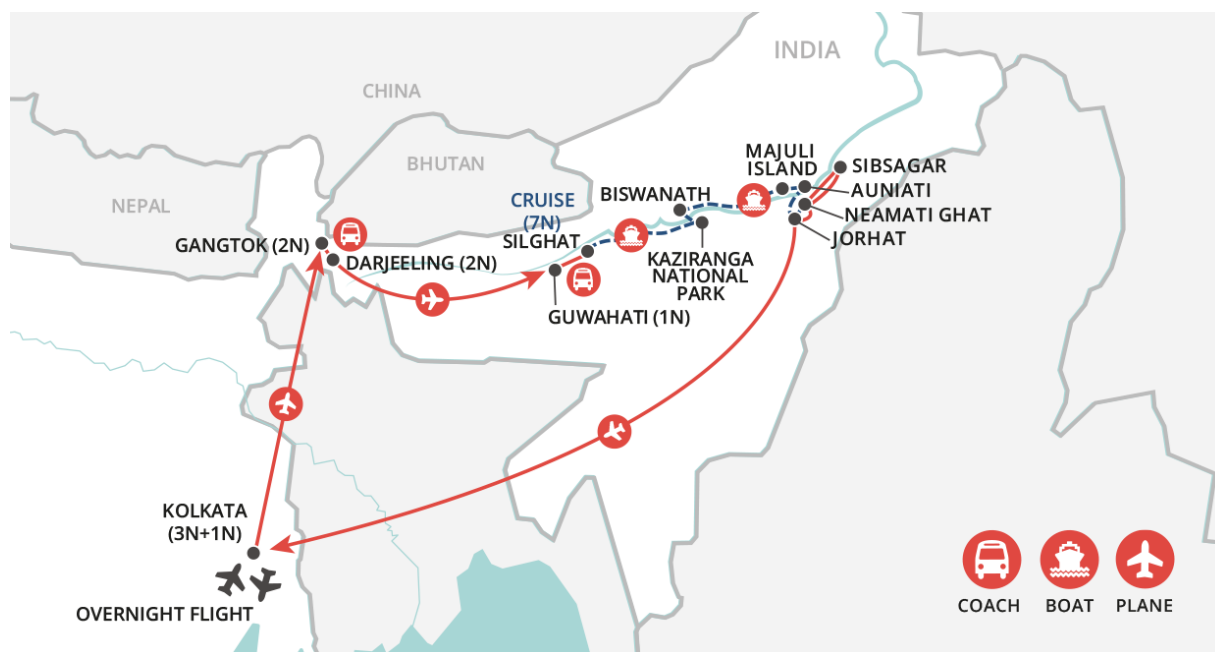 INDIA
CHINA
BHUTAN
NEPAL
MAJULI
ISLAND
SIBSAGAR
AUNIATI
NEAMATI GHAT
JORHAT
BISWANATH
CRUISE
(7N)
SILGHAT
KAZIRANGA
NATIONAL
PARK
GANGTOK (2N)
DARJEELING (2N)
GUWAHATI (1N)
KOLKATA
(3N+1N)
OVERNIGHT FLIGHT
COACH
BOAT
PLANE